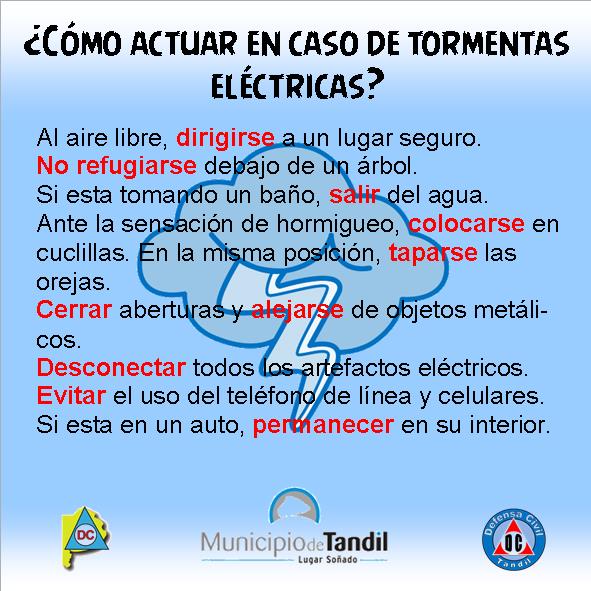 ¿CÓMO ACTUAR EN CASO DE TORMENTAS
ELÉCTRICAS?
Al aire libre, dirigirse a un lugar seguro.
No refugiarse debajo de un árbol.
Si esta tomando un baño, salir del agua.
Ante la sensación de hormigueo, colocarse en
cuclillas. En la misma posición, taparse las
orejas.
Cerrar aberturas y alejarse de objetos metáli-
cos.
Desconectar todos los artefactos eléctricos.
Evitar el uso del teléfono de línea y celulares.
Si esta en un auto, permanecer en su interior.
DC
Municipio de Tandil
Lugar Soñado
Defensa Civil
DC
Tandil